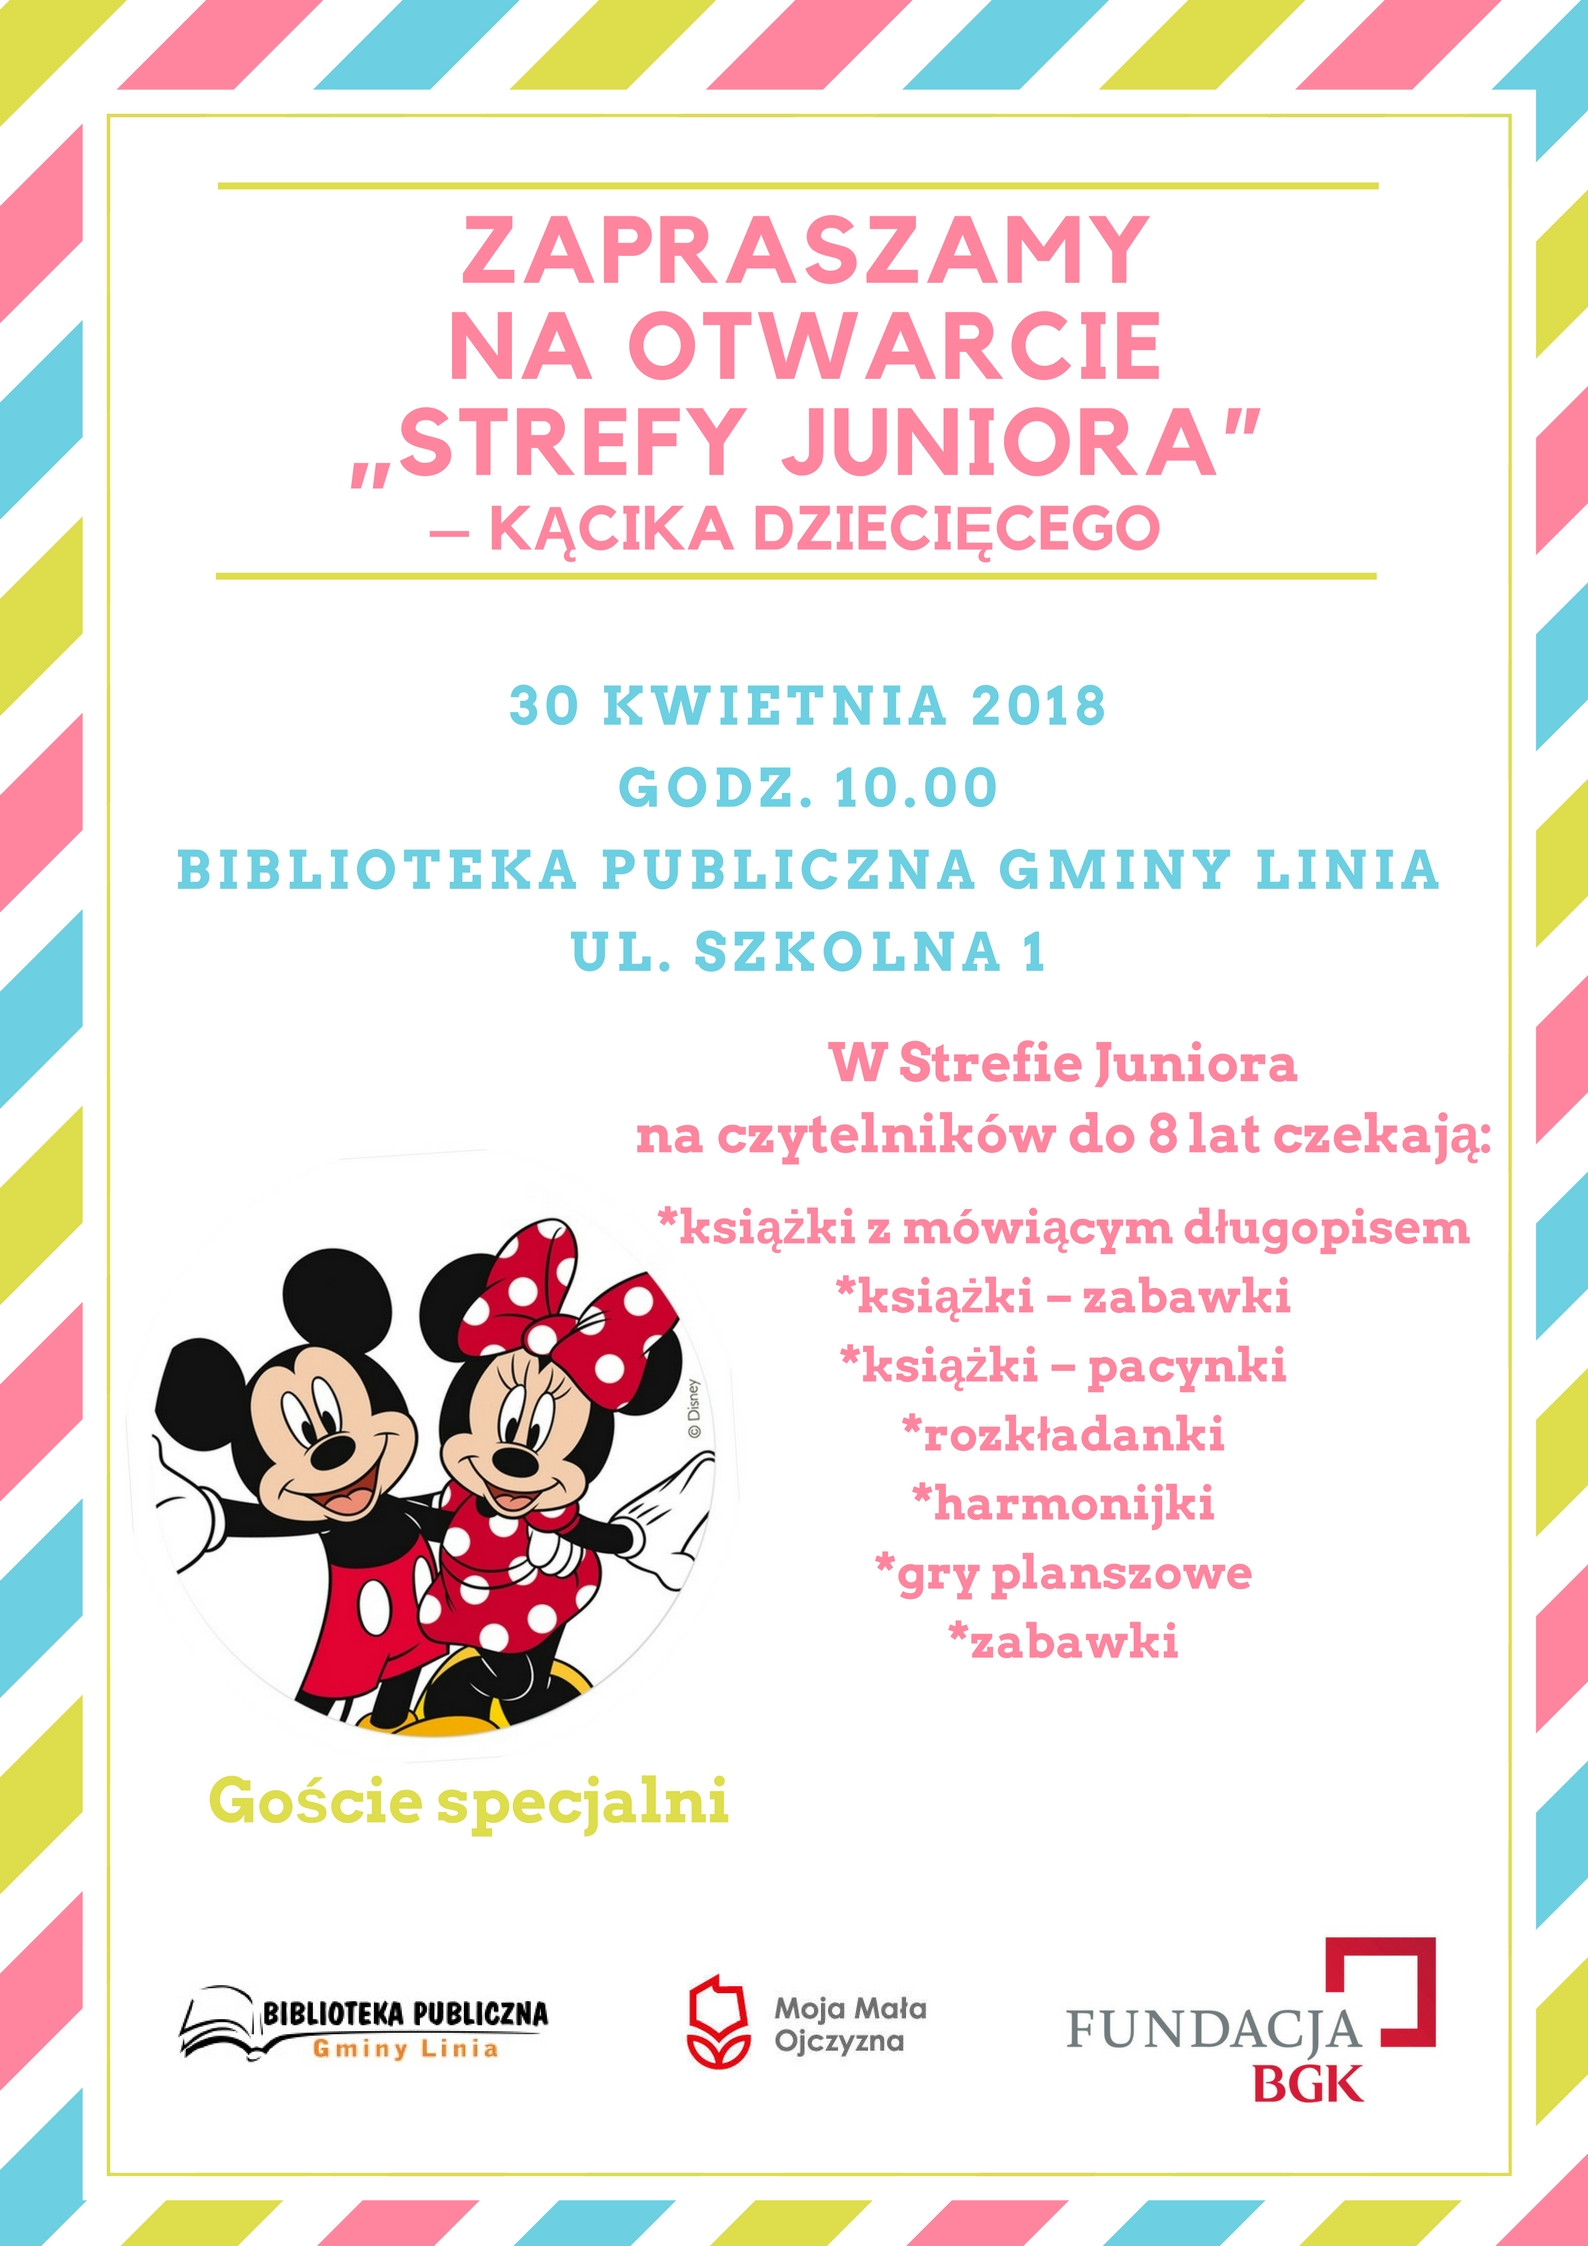 ZAPRASZAMY
NA OTWARCIE
„STREFY JUNIORA”
– KĄCIKA DZIECIĘCEGO
30 KWIETNIA 2018
GODZ. 10.00
BIBLIOTEKA PUBLICZNA GMINY LINIA
UL. SZKOLNA 1
W Strefie Juniora
na czytelników do 8 lat czekają:
*książki z mówiącym długopisem
*książki – zabawki
*książki – pacynki
*rozkładanki
*harmonijki
*gry planszowe
*zabawki
© Disney
Goście specjalni
BIBLIOTEKA PUBLICZNA
Gminy Linia
Moja Mała
Ojczyzna
FUNDACJA
BGK